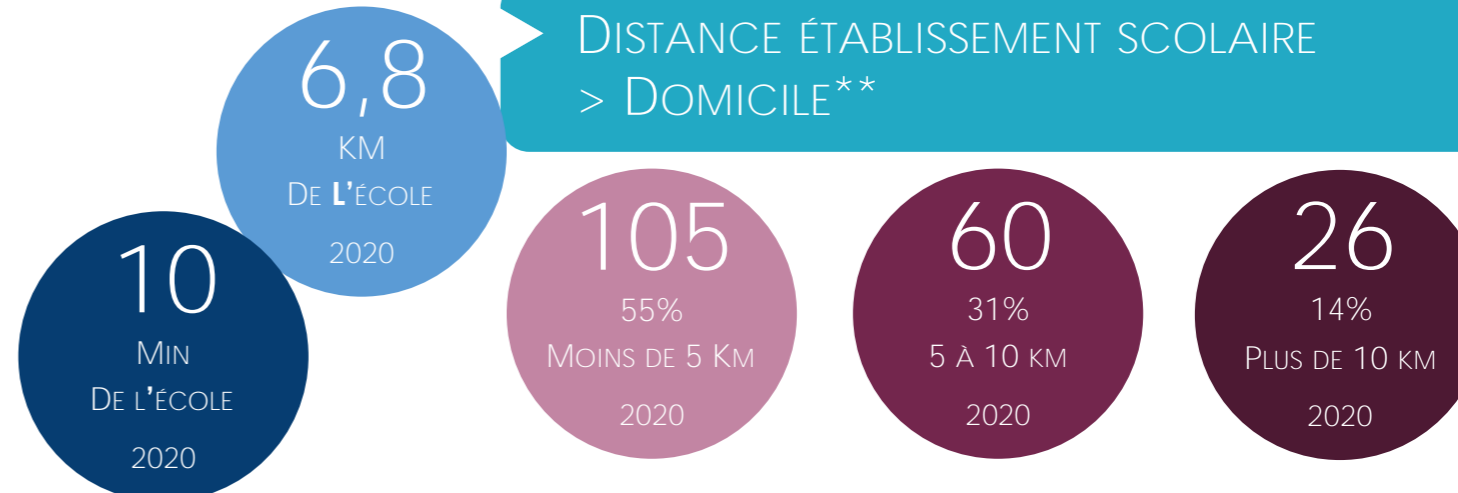 DISTANCE ÉTABLISSEMENT SCOLAIRE
> DOMICILE**
6,8
KM
DE L'ÉCOLE
2020
10
MIN
DE L'ÉCOLE
2020
105
55%
MOINS DE 5 KM
2020
60
31%
5 À 10 KM
2020
26
14%
PLUS DE 10 KM
2020